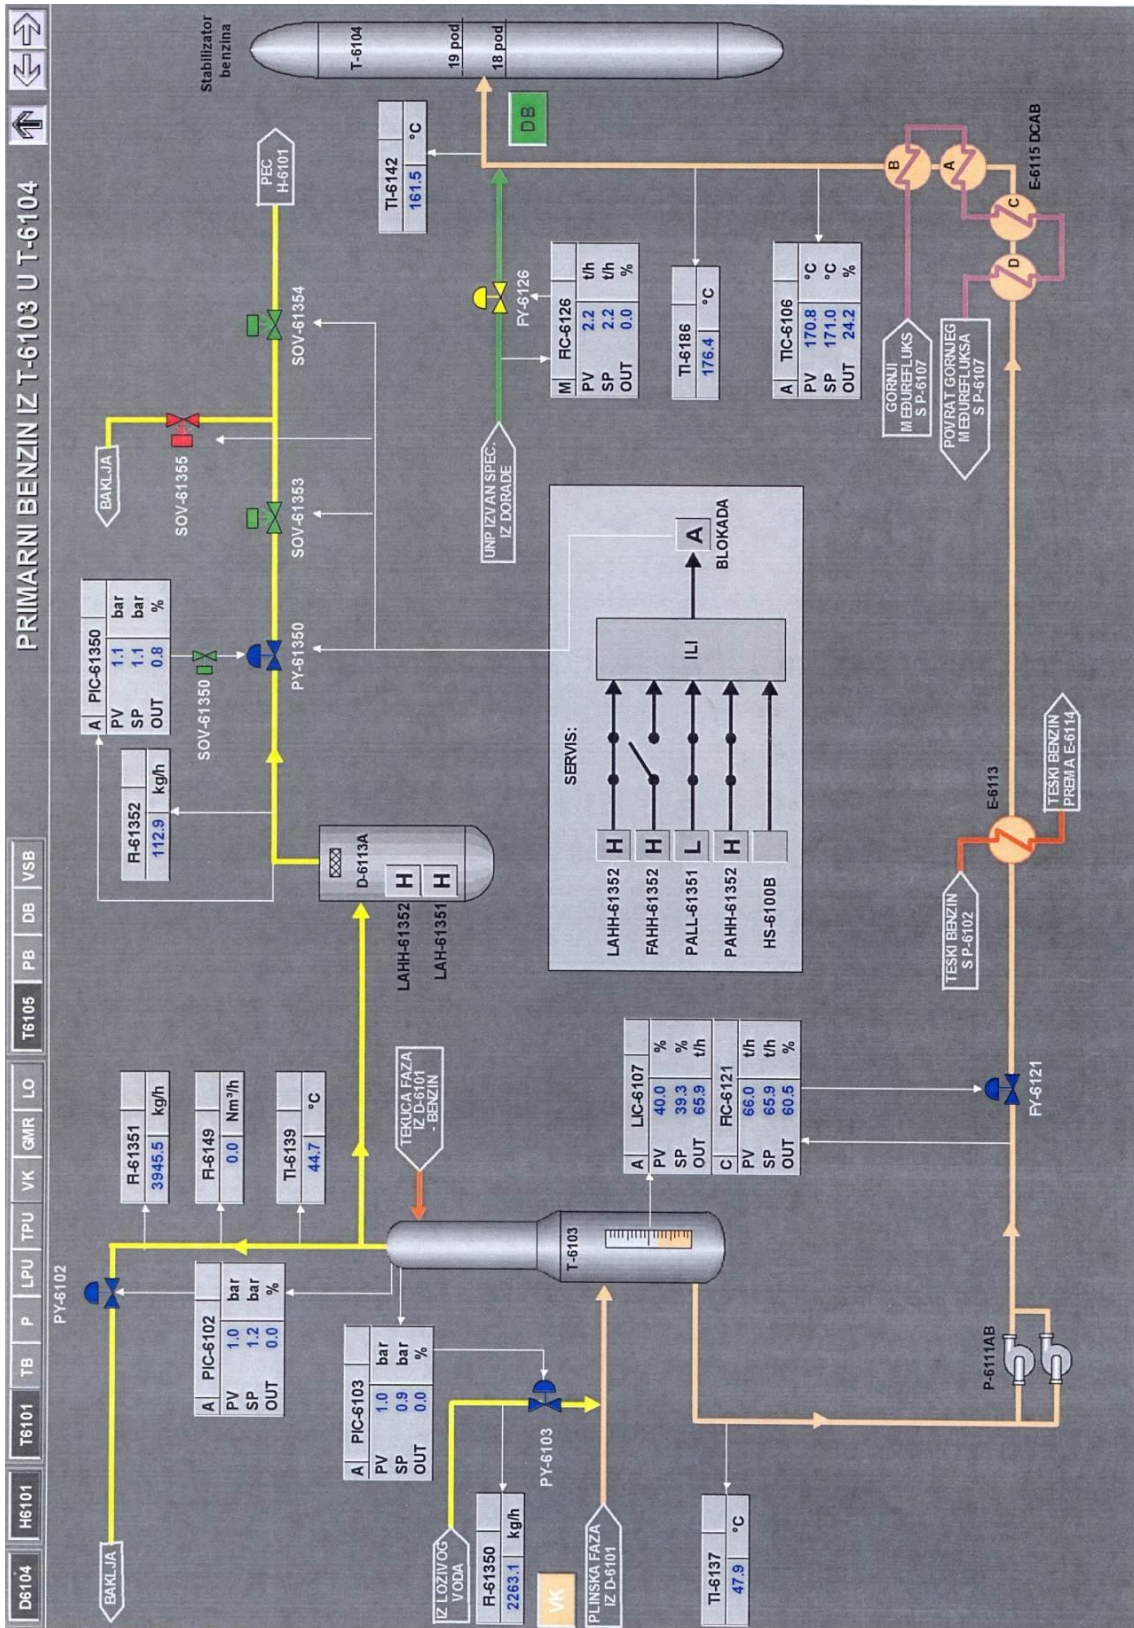 D6104 H6101 T6101 TB P LPU TPU VK GMR LO T6105 PB DB VSB
PRIMARNI BENZIN IZ T-6103 U T-6104
BAKLJA
PY-6102
A PIC-6102
PV 1.0 bar
SP 1.2 bar
OUT 0.0 %
FI-61351
3945.5 kg/h
FI-6149
0.0 Nm³/h
TI-6139
44.7 °C
A PIC-6103
PV 1.0 bar
SP 0.9 bar
OUT 0.0 %
PY-6103
IZ LOZIVOG
VODA
FI-61350
2263.1 kg/h
VK
PLINSKA FAZA
IZ D-6101
TI-6137
47.9 °C
TEKUCA FAZA
IZ D-6101
- BENZIN
T-6103
A LIC-6107
PV 40.0 %
SP 39.3 %
OUT 65.9 t/h
C FIC-6121
PV 66.0 t/h
SP 65.9 t/h
OUT 60.5 %
P-6111AB
FY-6121
FI-61352
112.9 kg/h
A PIC-61350
PV 1.1 bar
SP 1.1 bar
OUT 0.8 %
SOV-61350
PY-61350
D-6113A
LAHH-61352 H
LAH-61351 H
BAKLJA
SOV-61355
SOV-61353
SOV-61354
PEC
H-6101
SERVIS:
LAHH-61352 H
FAHH-61352 H
PALL-61351 L
PAHH-61352 H
HS-6100B
ILI
A
BLOKADA
TESKI BENZIN
S P-6102
E-6113
TESKI BENZIN
PREMA E-6114
UNP IZVAN SPEC.
IZ DORADE
FY-6126
M FIC-6126
PV 2.2 t/h
SP 2.2 t/h
OUT 0.0 %
TI-6142
161.5 °C
DB
TI-6186
176.4 °C
A TIC-6106
PV 170.8 °C
SP 171.0 °C
OUT 24.2 %
GORNJI
MEĐUREFLUKS
S P-6107
POVRAT GORNJEG
MEĐUREFLUKSA
S P-6107
B
A
C
D
E-6115 DCAB
Stabilizator
benzina
T-6104
19 pod
18 pod